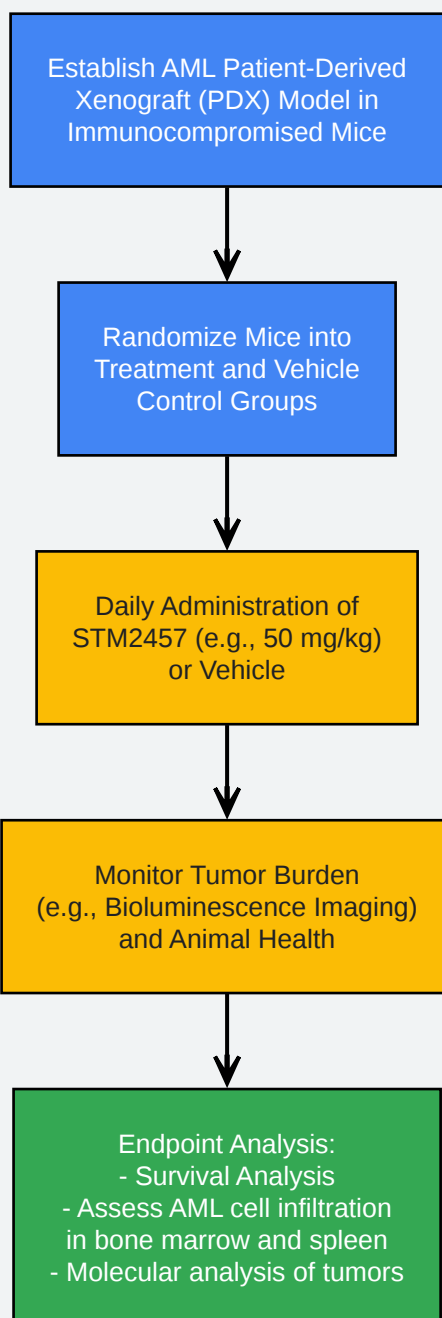 Establish AML Patient-Derived
Xenograft (PDX) Model in
Immunocompromised Mice
Randomize Mice into
Treatment and Vehicle
Control Groups
Daily Administration of
STM2457 (e.g., 50 mg/kg)
or Vehicle
Monitor Tumor Burden
(e.g., Bioluminescence Imaging)
and Animal Health
Endpoint Analysis:
- Survival Analysis
- Assess AML cell infiltration
in bone marrow and spleen
- Molecular analysis of tumors